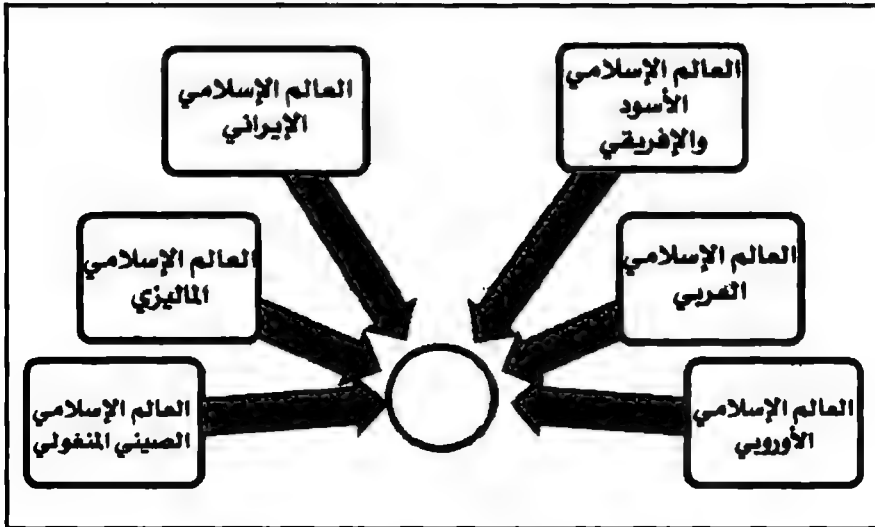 العالم الإسلامي
الأسود
والإفريقي
العالم الإسلامي
الإيراني
العالم الإسلامي
العربي
العالم الإسلامي
الماليزي
العالم الإسلامي
الأوروبي
العالم الإسلامي
الصيني المنغولي